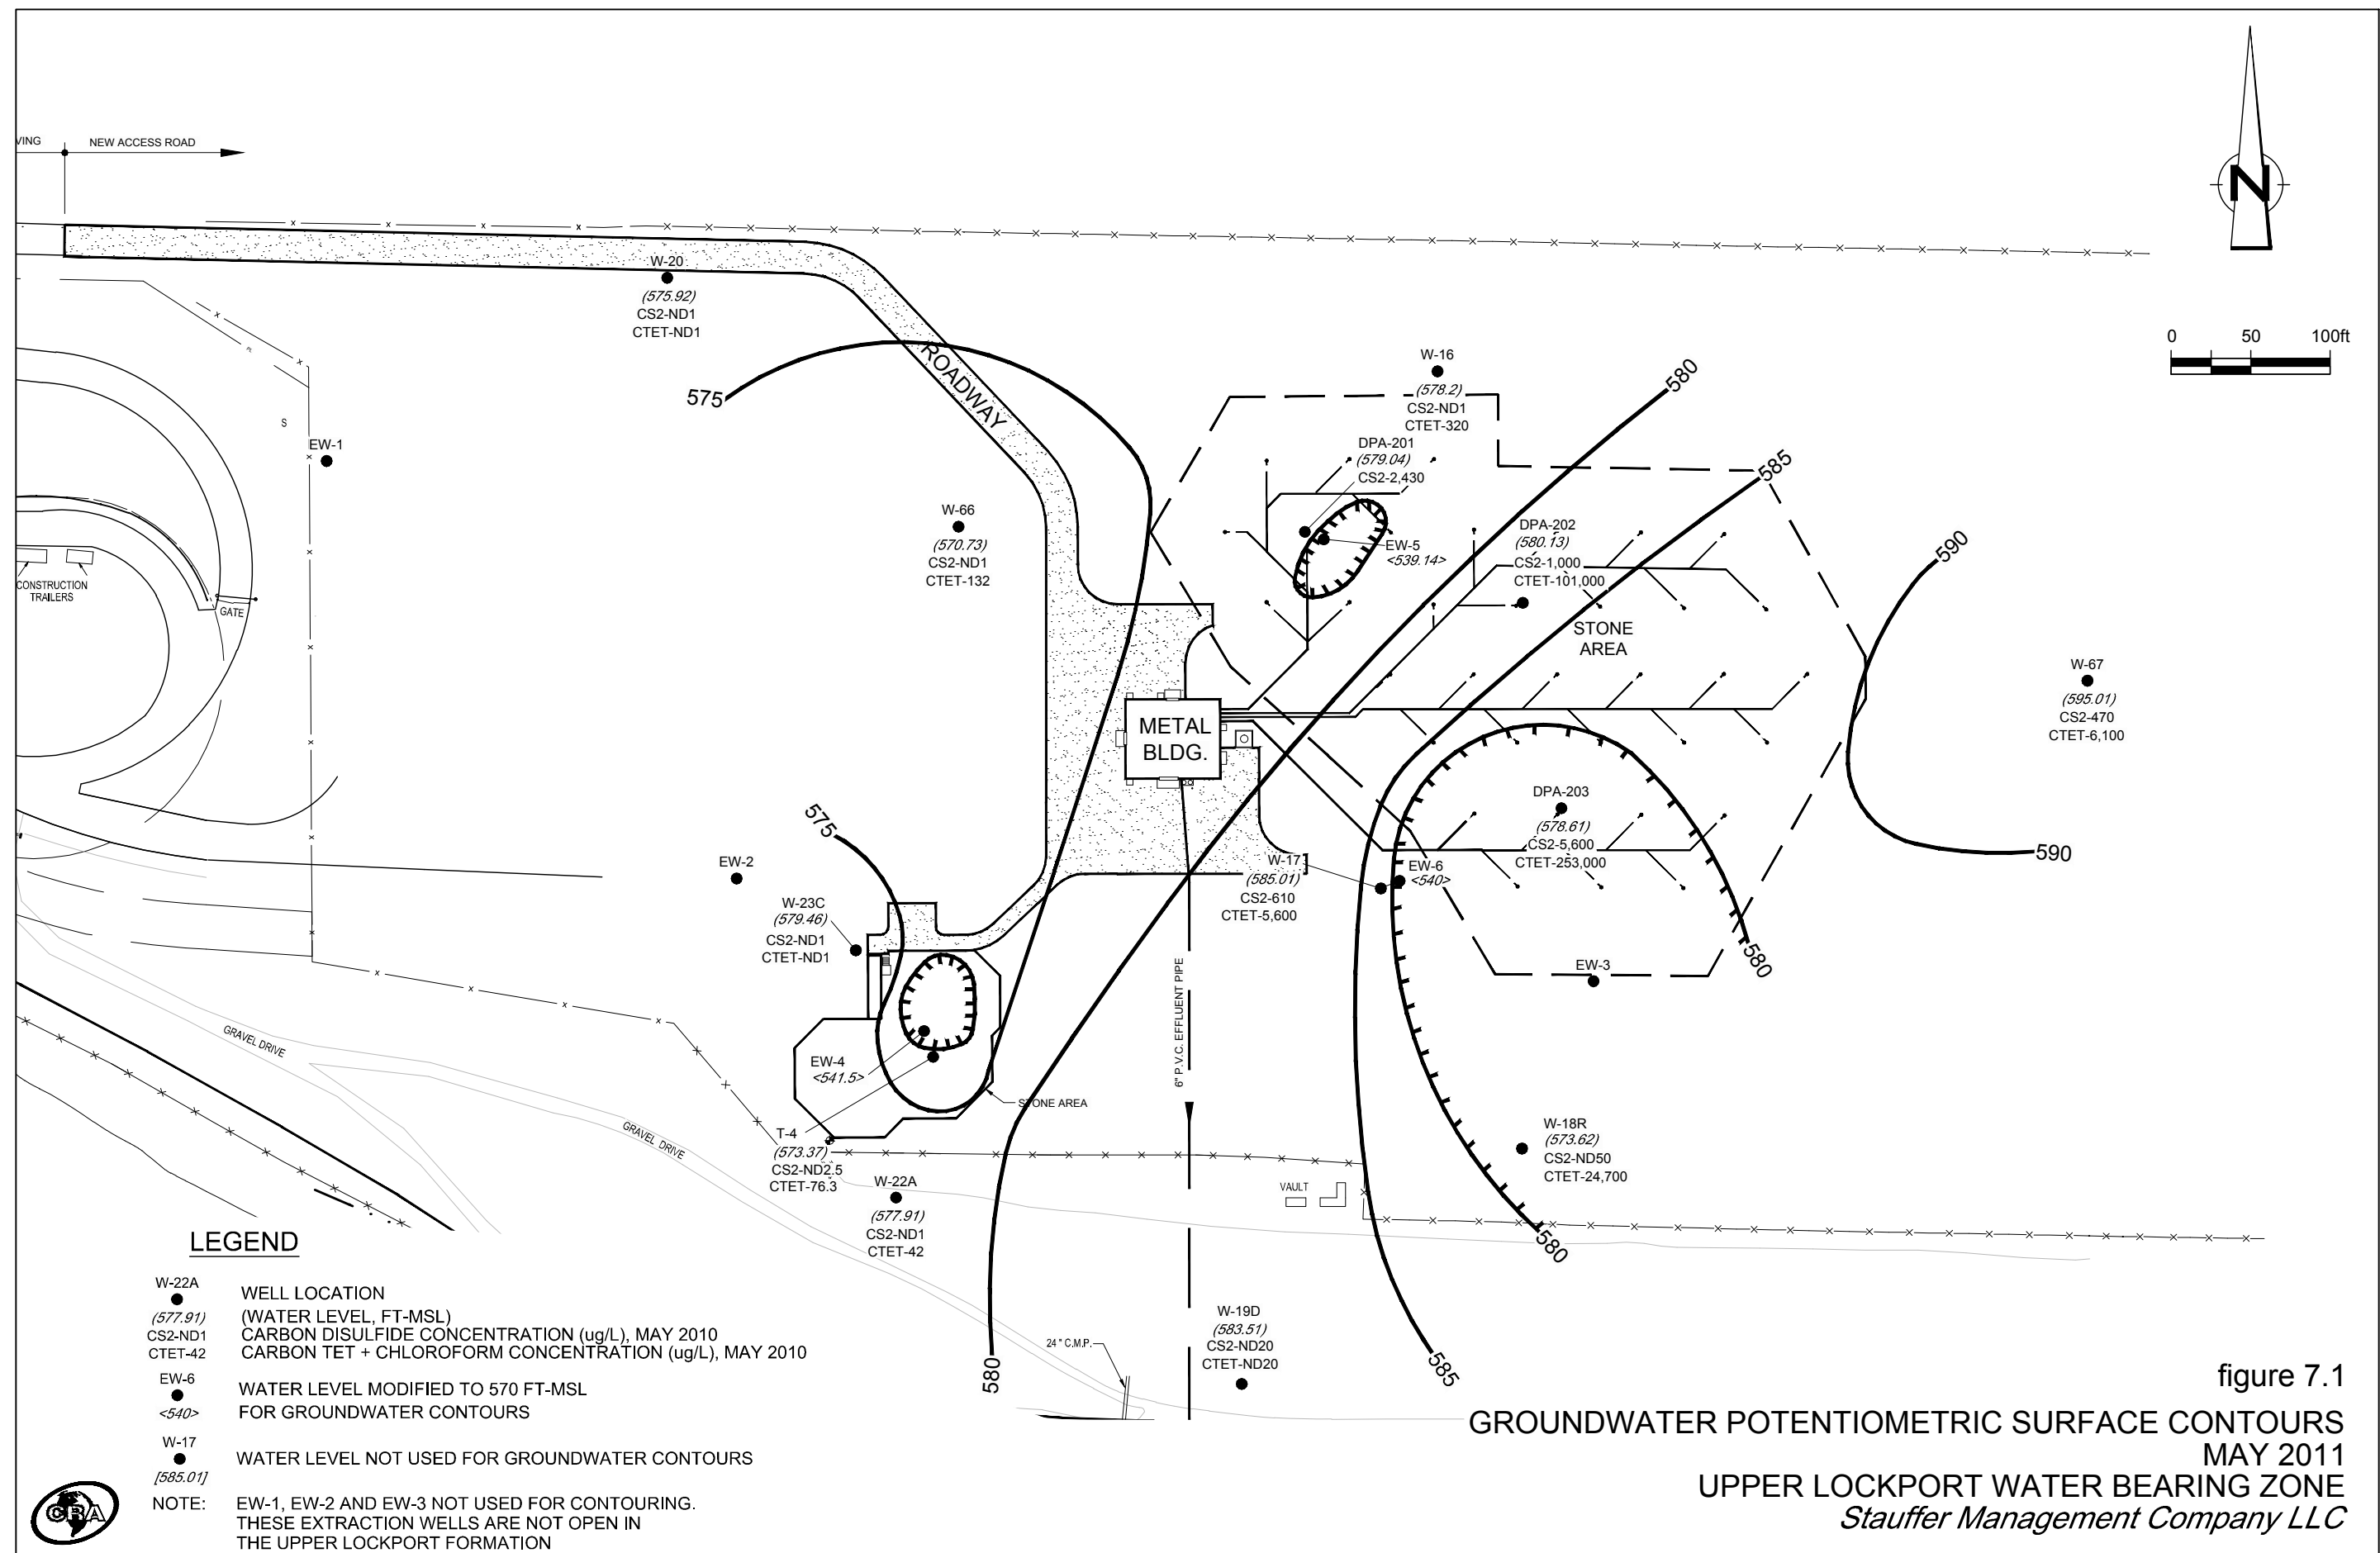 VING
NEW ACCESS ROAD
N
0 50 100ft
W-20
(575.92)
CS2-ND1
CTET-ND1
ROADWAY
575
W-16
(578.2)
CS2-ND1
CTET-320
580
585
590
DPA-201
(579.04)
CS2-2,430
EW-5
<539.14>
DPA-202
(580.13)
CS2-1,000
CTET-101,000
STONE
AREA
PL
S
EW-1
W-66
(570.73)
CS2-ND1
CTET-132
CONSTRUCTION
TRAILERS
GATE
W-67
(595.01)
CS2-470
CTET-6,100
METAL
BLDG.
DPA-203
(578.61)
CS2-5,600
CTET-253,000
590
575
EW-2
W-17
(585.01)
CS2-610
CTET-5,600
EW-6
<540>
W-23C
(579.46)
CS2-ND1
CTET-ND1
580
EW-3
6" P.V.C. EFFLUENT PIPE
GRAVEL DRIVE
EW-4
<541.5>
STONE AREA
GRAVEL DRIVE
T-4
(573.37)
CS2-ND2.5
CTET-76.3
W-22A
(577.91)
CS2-ND1
CTET-42
VAULT
W-18R
(573.62)
CS2-ND50
CTET-24,700
580
W-19D
(583.51)
CS2-ND20
CTET-ND20
24" C.M.P.
580
585
LEGEND
W-22A
WELL LOCATION
(577.91) (WATER LEVEL, FT-MSL)
CS2-ND1 CARBON DISULFIDE CONCENTRATION (ug/L), MAY 2010
CTET-42 CARBON TET + CHLOROFORM CONCENTRATION (ug/L), MAY 2010
EW-6
WATER LEVEL MODIFIED TO 570 FT-MSL
<540> FOR GROUNDWATER CONTOURS
W-17
WATER LEVEL NOT USED FOR GROUNDWATER CONTOURS
[585.01]
NOTE: EW-1, EW-2 AND EW-3 NOT USED FOR CONTOURING.
THESE EXTRACTION WELLS ARE NOT OPEN IN
THE UPPER LOCKPORT FORMATION
CRA
figure 7.1
GROUNDWATER POTENTIOMETRIC SURFACE CONTOURS
MAY 2011
UPPER LOCKPORT WATER BEARING ZONE
Stauffer Management Company LLC